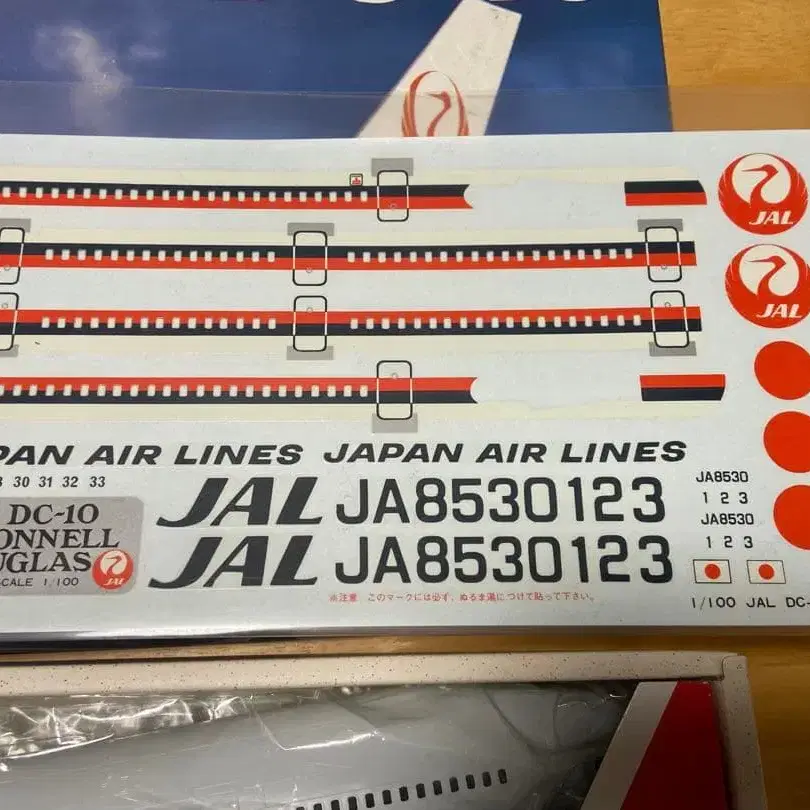 JAL
JAL
PAN AIR LINES JAPAN AIR LINES
30 31 32 33
DC-10
ONNELL
UGLAS
SCALE 1/100
JAL
JAL JA8530123
JAL JA8530123
JA8530
1 2 3
JA8530
1 2 3
※注意 このマークには必ず、ぬるま湯につけて貼って下さい。
1/100 JAL DC-